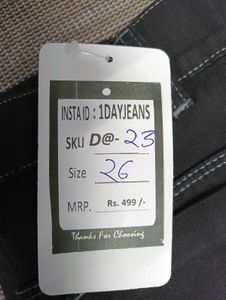 INSTA ID : 1DAYJEANS
SKU D@-23
Size 26
MRP. Rs. 499 /-
Thanks For Choosing